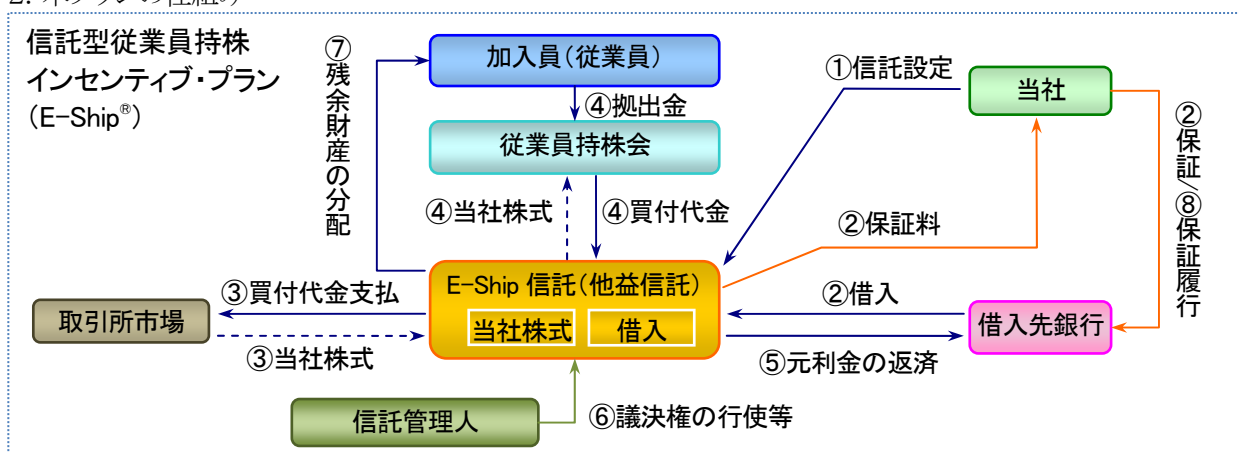 信託型従業員持株
インセンティブ・プラン
(E-Ship®)
⑦残余財産の分配
加入員(従業員)
④拠出金
従業員持株会
④当社株式
④買付代金
①信託設定
当社
②保証/⑧保証履行
②保証料
E-Ship 信託(他益信託)
当社株式
借入
③買付代金支払
取引所市場
③当社株式
②借入
借入先銀行
⑤元利金の返済
信託管理人
⑥議決権の行使等